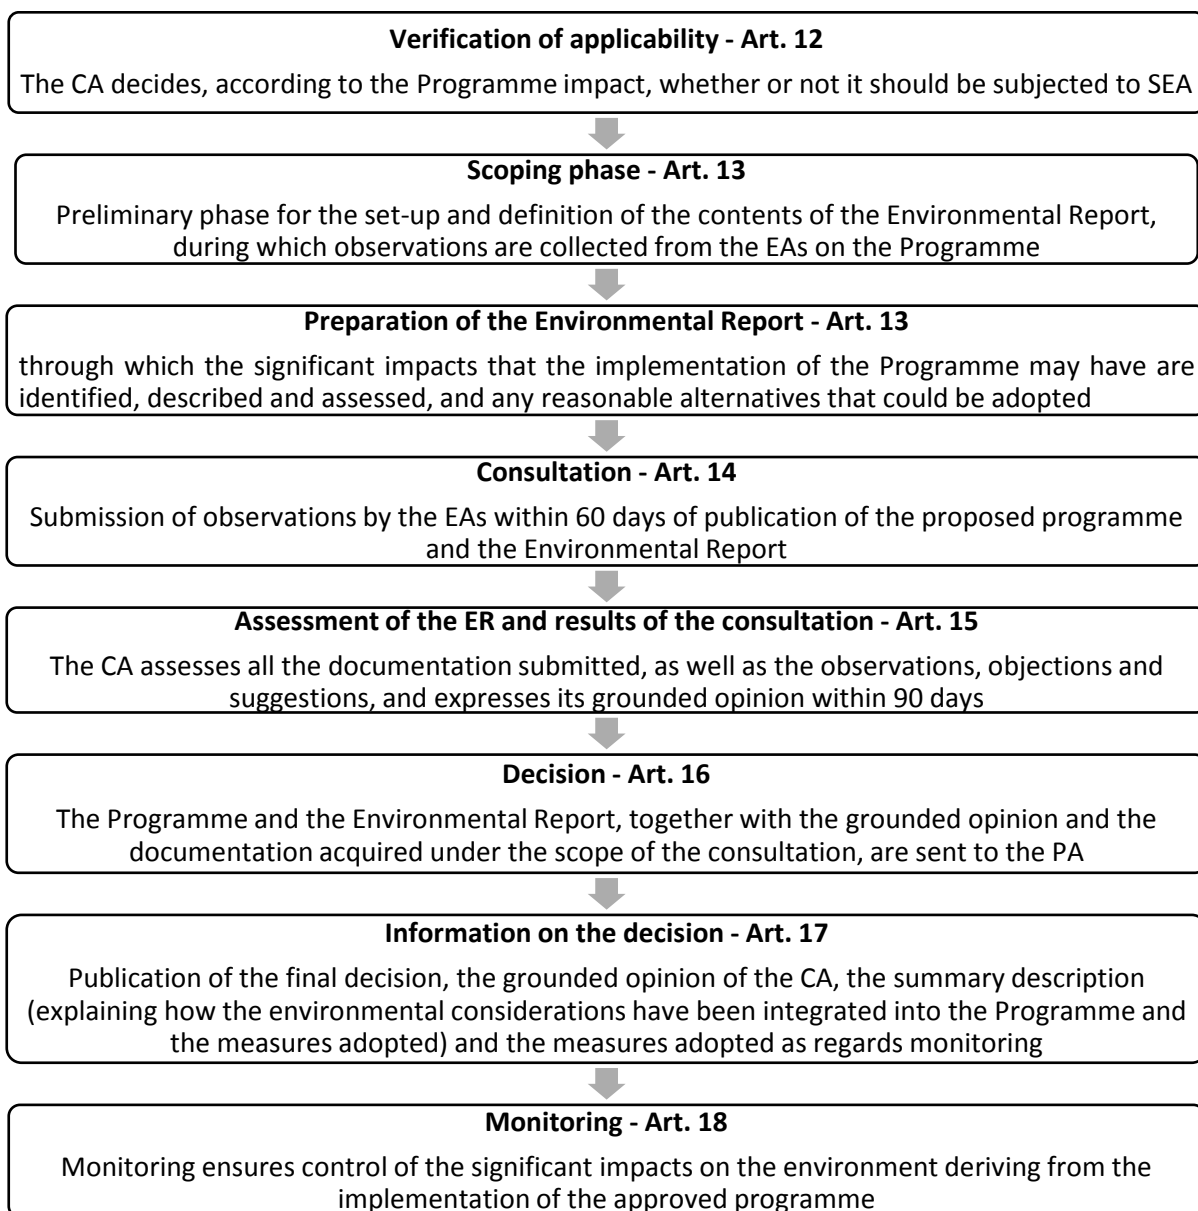 Verification of applicability - Art. 12
The CA decides, according to the Programme impact, whether or not it should be subjected to SEA
Scoping phase - Art. 13
Preliminary phase for the set-up and definition of the contents of the Environmental Report,
during which observations are collected from the EAs on the Programme
Preparation of the Environmental Report - Art. 13
through which the significant impacts that the implementation of the Programme may have are
identified, described and assessed, and any reasonable alternatives that could be adopted
Consultation - Art. 14
Submission of observations by the EAs within 60 days of publication of the proposed programme
and the Environmental Report
Assessment of the ER and results of the consultation - Art. 15
The CA assesses all the documentation submitted, as well as the observations, objections and
suggestions, and expresses its grounded opinion within 90 days
Decision - Art. 16
The Programme and the Environmental Report, together with the grounded opinion and the
documentation acquired under the scope of the consultation, are sent to the PA
Information on the decision - Art. 17
Publication of the final decision, the grounded opinion of the CA, the summary description
(explaining how the environmental considerations have been integrated into the Programme and
the measures adopted) and the measures adopted as regards monitoring
Monitoring - Art. 18
Monitoring ensures control of the significant impacts on the environment deriving from the
implementation of the approved programme